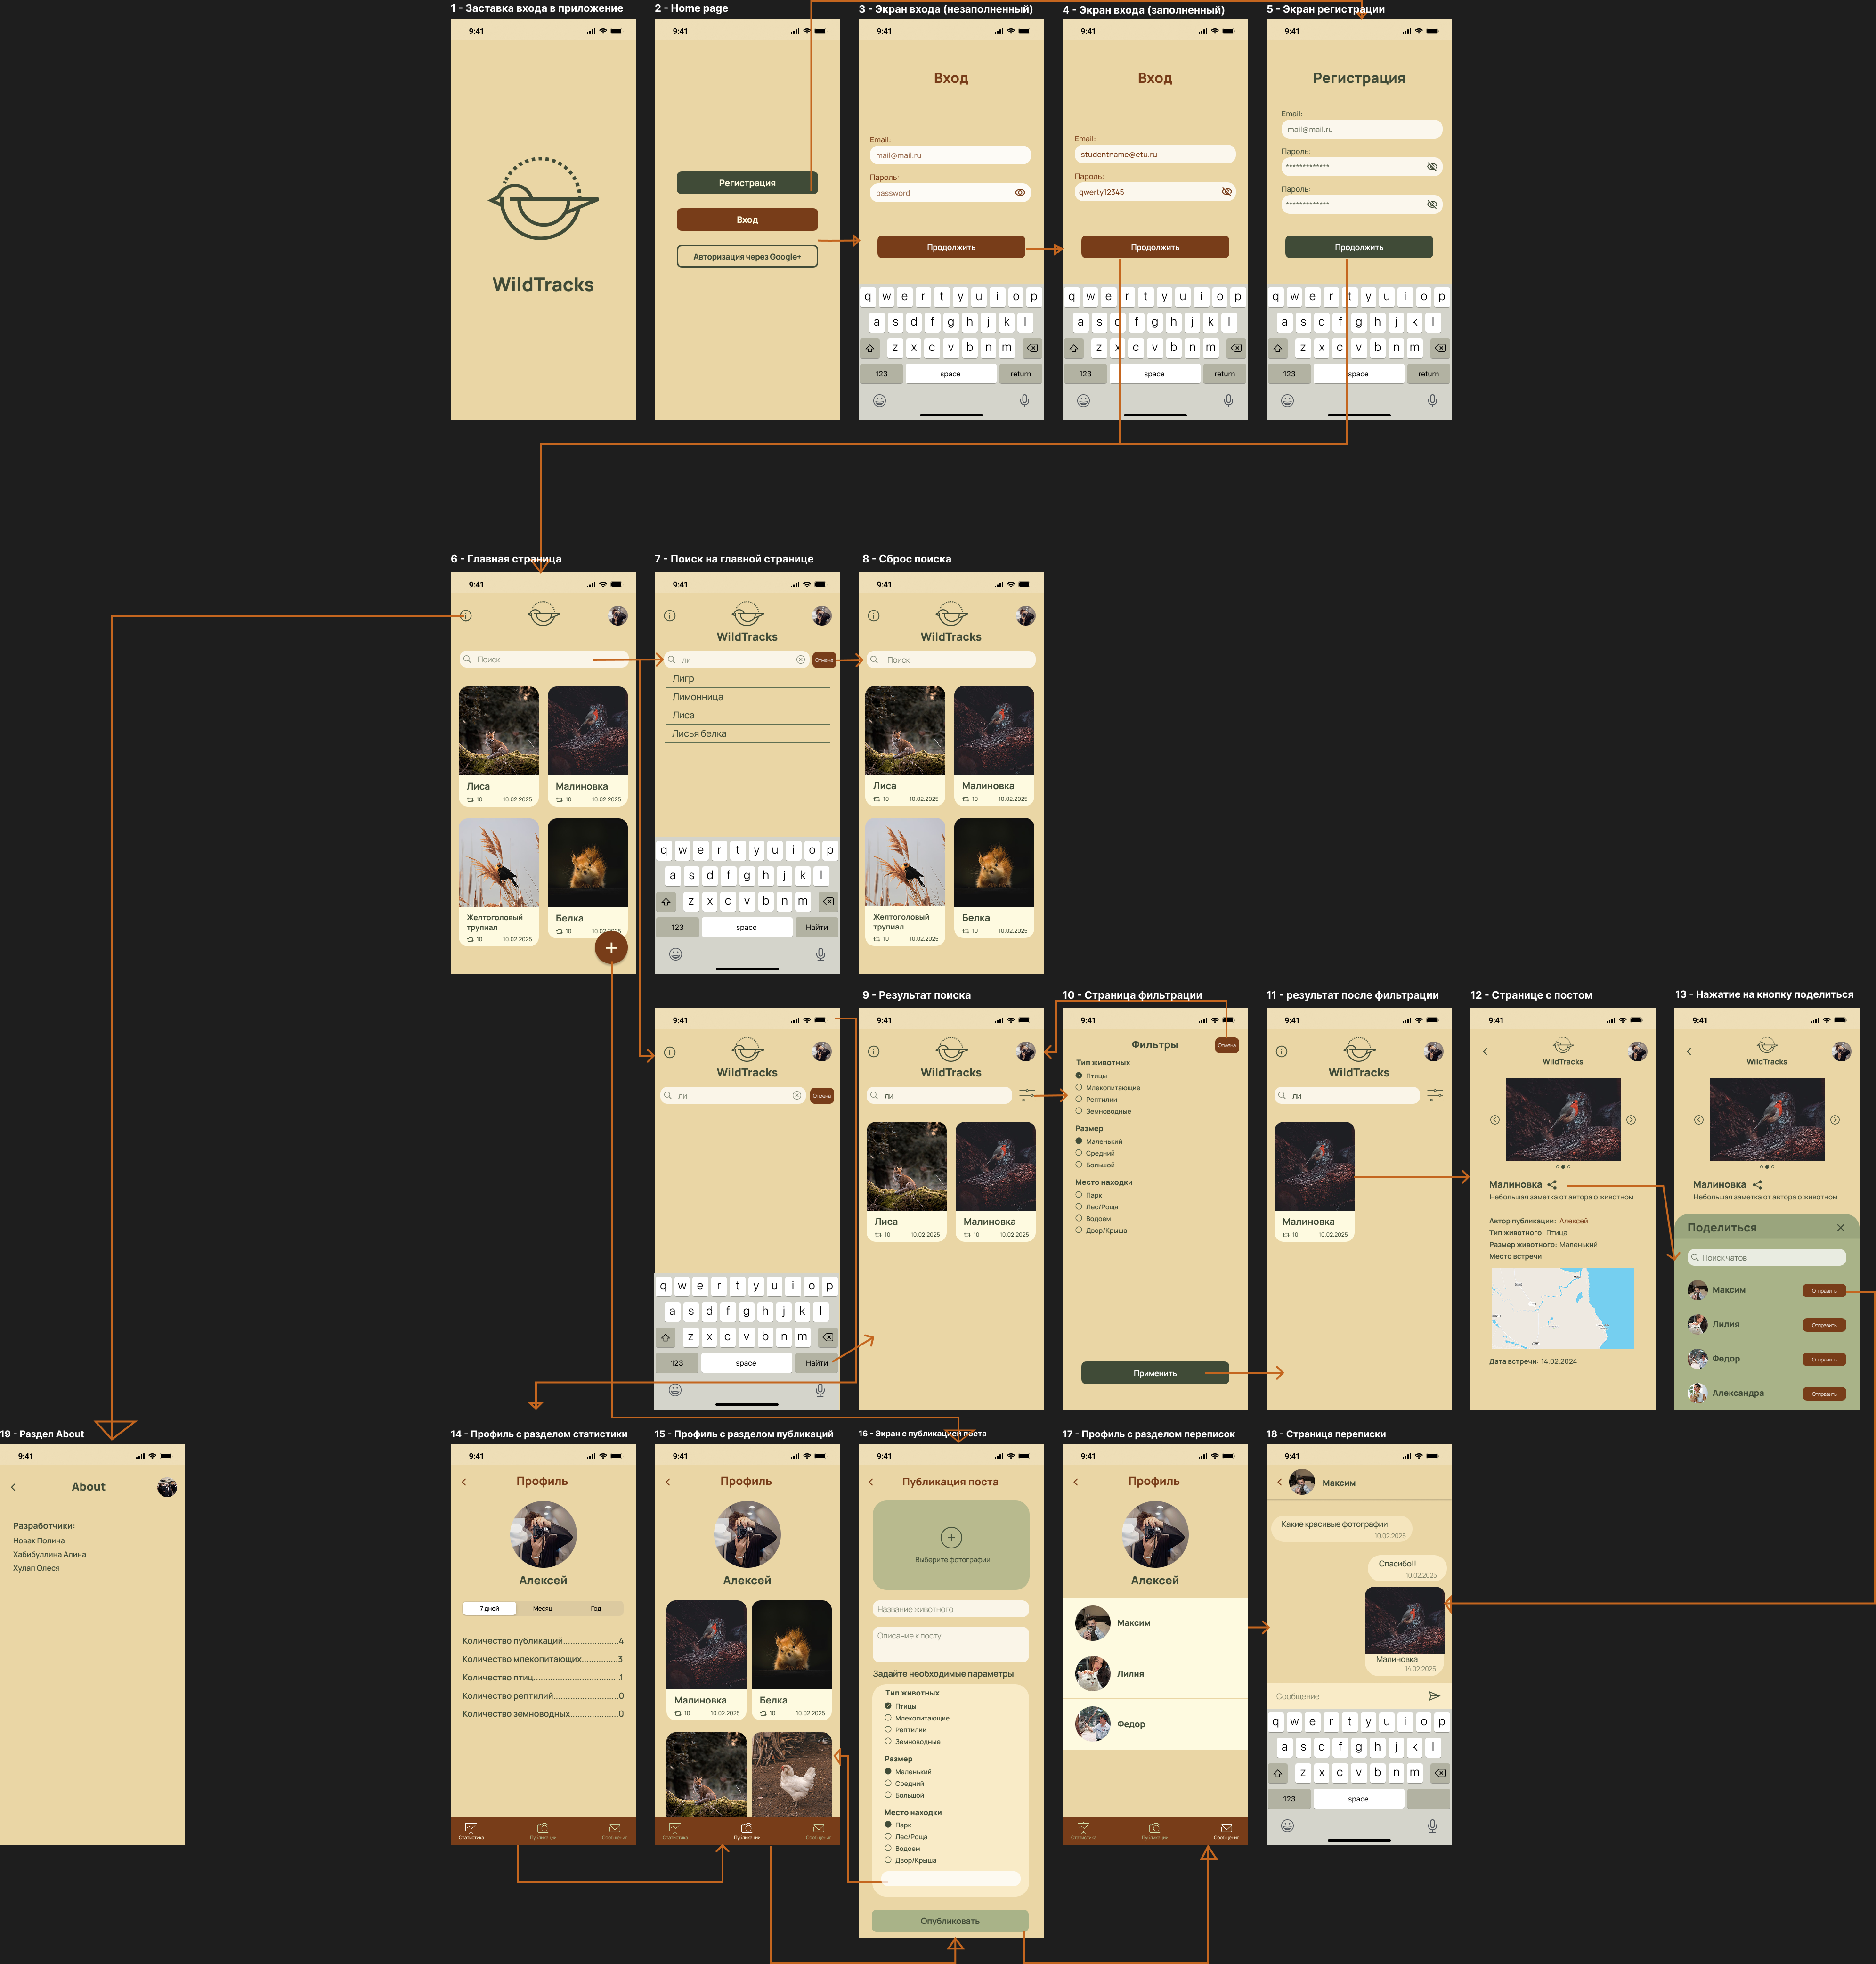 1 - Заставка входа в приложение
9:41
WildTracks
2 - Home page
9:41
Регистрация
Вход
Авторизация через Google+
3 - Экран входа (незаполненный)
9:41
Вход
Email:
mail@mail.ru
Пароль:
password
Продолжить
q w e r t y u i o p
a s d f g h j k l
z x c v b n m
123 space return
4 - Экран входа (заполненный)
9:41
Вход
Email:
studentname@etu.ru
Пароль:
qwerty12345
Продолжить
q w e r t y u i o p
a s d f g h j k l
z x c v b n m
123 space return
5 - Экран регистрации
9:41
Регистрация
Email:
mail@mail.ru
Пароль:
*************
Пароль:
*************
Продолжить
q w e r t y u i o p
a s d f g h j k l
z x c v b n m
123 space return
6 - Главная страница
9:41
Поиск
Лиса
10 10.02.2025
Малиновка
10 10.02.2025
Желтоголовый
трупиал
10 10.02.2025
Белка
10 10.02.2025
+
7 - Поиск на главной странице
9:41
WildTracks
ли
Отмена
Лигр
Лимонница
Лиса
Лисья белка
q w e r t y u i o p
a s d f g h j k l
z x c v b n m
123 space Найти
8 - Сброс поиска
9:41
WildTracks
Поиск
Лиса
10 10.02.2025
Малиновка
10 10.02.2025
Желтоголовый
трупиал
10 10.02.2025
Белка
10 10.02.2025
9:41
WildTracks
ли
Отмена
q w e r t y u i o p
a s d f g h j k l
z x c v b n m
123 space Найти
9 - Результат поиска
9:41
WildTracks
ли
Лиса
10 10.02.2025
Малиновка
10 10.02.2025
10 - Страница фильтрации
9:41
Фильтры
Отмена
Тип животных
Птицы
Млекопитающие
Рептилии
Земноводные
Размер
Маленький
Средний
Большой
Место находки
Парк
Лес/Роща
Водоем
Двор/Крыша
Применить
11 - результат после фильтрации
9:41
WildTracks
ли
Малиновка
10 10.02.2025
12 - Странице с постом
9:41
WildTracks
Малиновка
Небольшая заметка от автора о животном
Автор публикации: Алексей
Тип животного: Птица
Размер животного: Маленький
Место встречи:
Дата встречи: 14.02.2024
13 - Нажатие на кнопку поделиться
9:41
WildTracks
Малиновка
Небольшая заметка от автора о животном
Поделиться
Поиск чатов
Максим
Отправить
Лилия
Отправить
Федор
Отправить
Александра
Отправить
19 - Раздел About
9:41
About
Разработчики:
Новак Полина
Хабибуллина Алина
Хулап Олеся
14 - Профиль с разделом статистики
9:41
Профиль
Алексей
7 дней Месяц Год
Количество публикаций......................4
Количество млекопитающих..............3
Количество птиц..................................1
Количество рептилий..........................0
Количество земноводных...................0
Статистика Публикации Сообщения
15 - Профиль с разделом публикаций
9:41
Профиль
Алексей
Малиновка
10 10.02.2025
Белка
10 10.02.2025
Статистика Публикации Сообщения
16 - Экран с публикацией поста
9:41
Публикация поста
Выберите фотографии
Название животного
Описание к посту
Задайте необходимые параметры
Тип животных
Птицы
Млекопитающие
Рептилии
Земноводные
Размер
Маленький
Средний
Большой
Место находки
Парк
Лес/Роща
Водоем
Двор/Крыша
Опубликовать
17 - Профиль с разделом переписок
9:41
Профиль
Алексей
Максим
Лилия
Федор
Статистика Публикации Сообщения
18 - Страница переписки
9:41
Максим
Какие красивые фотографии!
10.02.2025
Спасибо!!
10.02.2025
Малиновка
14.02.2025
Сообщение
q w e r t y u i o p
a s d f g h j k l
z x c v b n m
123 space